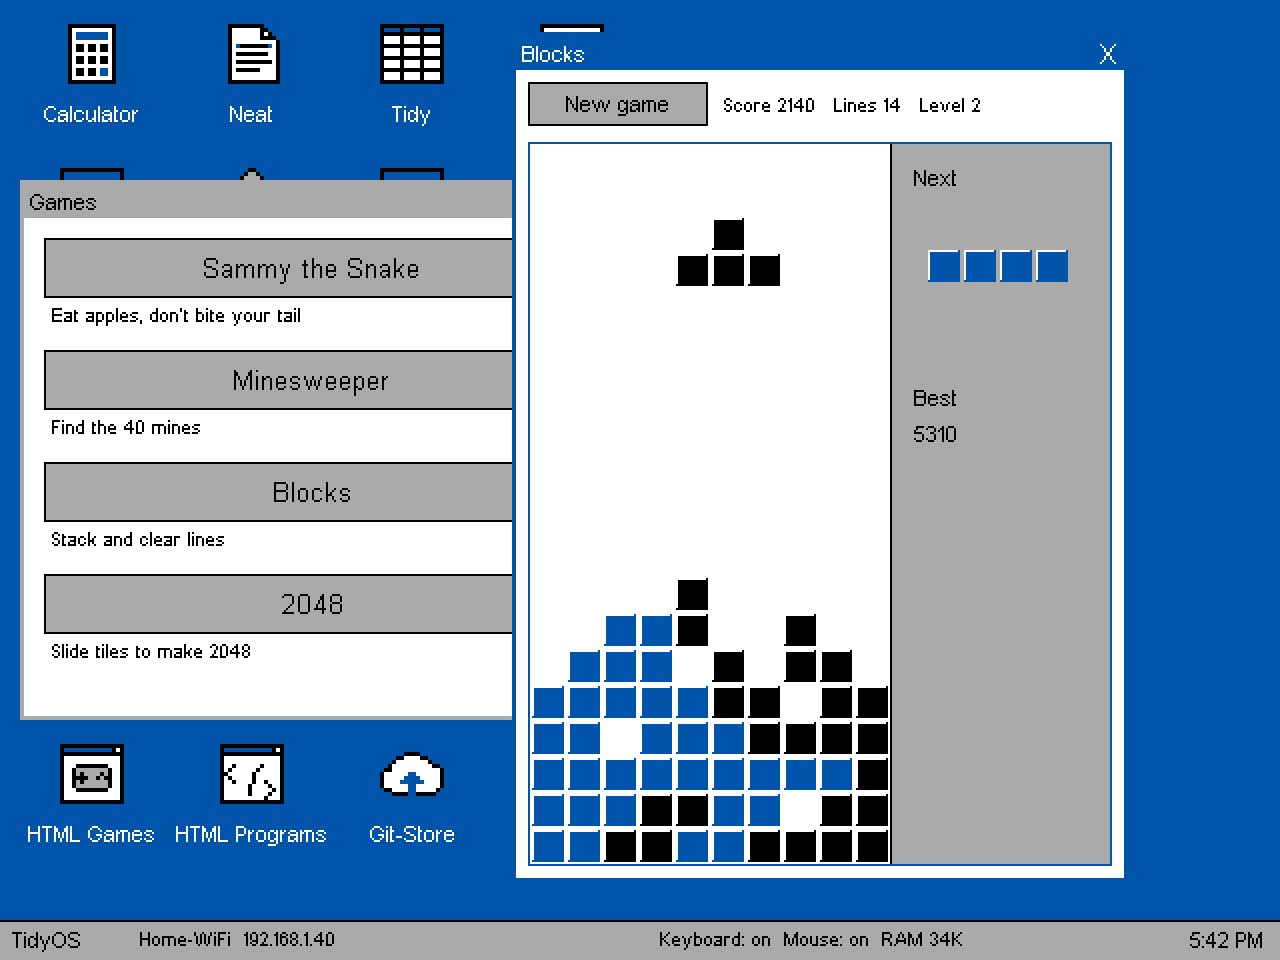 Calculator
Neat
Tidy
Blocks
X
New game
Score 2140
Lines 14
Level 2
Next
Best
5310
Games
Sammy the Snake
Eat apples, don't bite your tail
Minesweeper
Find the 40 mines
Blocks
Stack and clear lines
2048
Slide tiles to make 2048
HTML Games
HTML Programs
Git-Store
TidyOS
Home-WiFi 192.168.1.40
Keyboard: on Mouse: on RAM 34K
5:42 PM